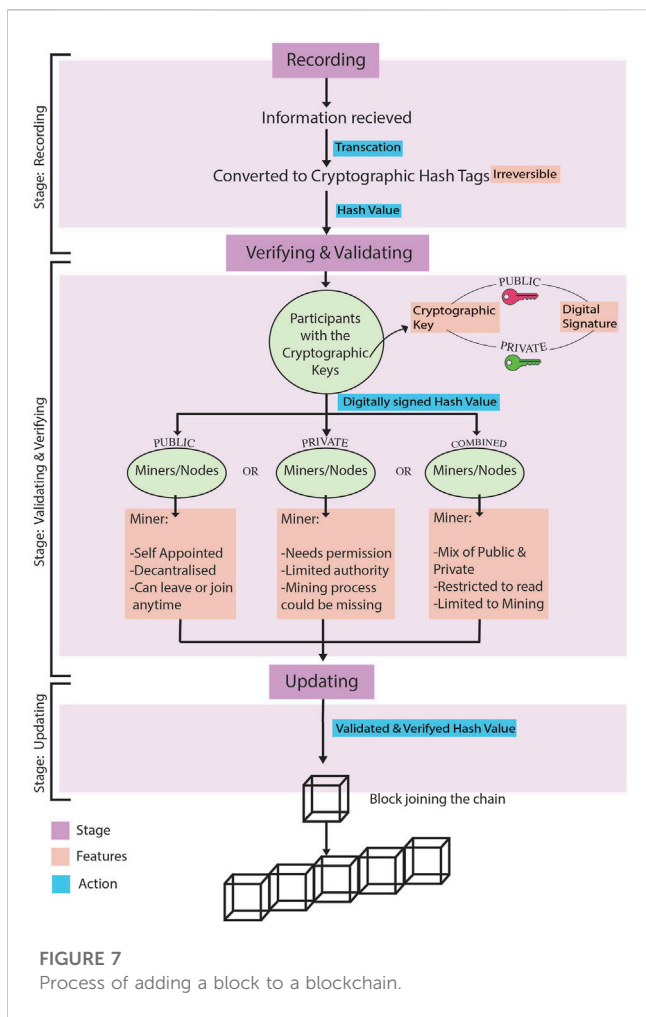 Recording
Stage: Recording
Information recieved
Transcation
Converted to Cryptographic Hash Tags
Irreversible
Hash Value
Verifying & Validating
Stage: Validating & Verifying
Participants
with the
Cryptographic
Keys
Cryptographic
Key
PUBLIC
PRIVATE
Digital
Signature
Digitally signed Hash Value
PUBLIC
Miners/Nodes
OR
PRIVATE
Miners/Nodes
OR
COMBINED
Miners/Nodes
Miner:
-Self Appointed
-Decentralised
-Can leave or join
anytime
Miner:
-Needs permission
-Limited authority
-Mining process
could be missing
Miner:
-Mix of Public &
Private
-Restricted to read
-Limited to Mining
Updating
Stage: Updating
Validated & Verifyed Hash Value
Block joining the chain
Stage
Features
Action
FIGURE 7
Process of adding a block to a blockchain.